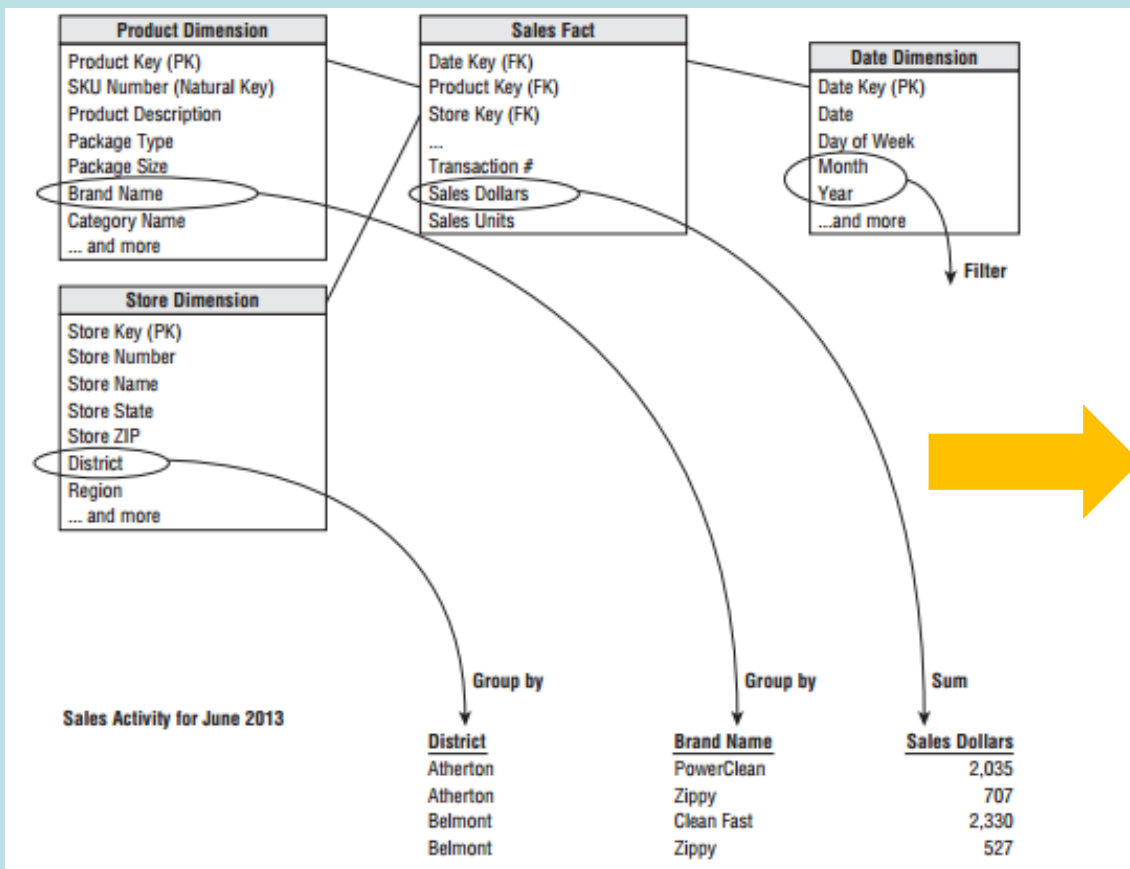 Product Dimension
Product Key (PK)
SKU Number (Natural Key)
Product Description
Package Type
Package Size
Brand Name
Category Name
... and more
Sales Fact
Date Key (FK)
Product Key (FK)
Store Key (FK)
...
Transaction #
Sales Dollars
Sales Units
Date Dimension
Date Key (PK)
Date
Day of Week
Month
Year
...and more
Filter
Store Dimension
Store Key (PK)
Store Number
Store Name
Store State
Store ZIP
District
Region
... and more
Group by
Group by
Sum
Sales Activity for June 2013
District Brand Name Sales Dollars
Atherton PowerClean 2,035
Atherton Zippy 707
Belmont Clean Fast 2,330
Belmont Zippy 527